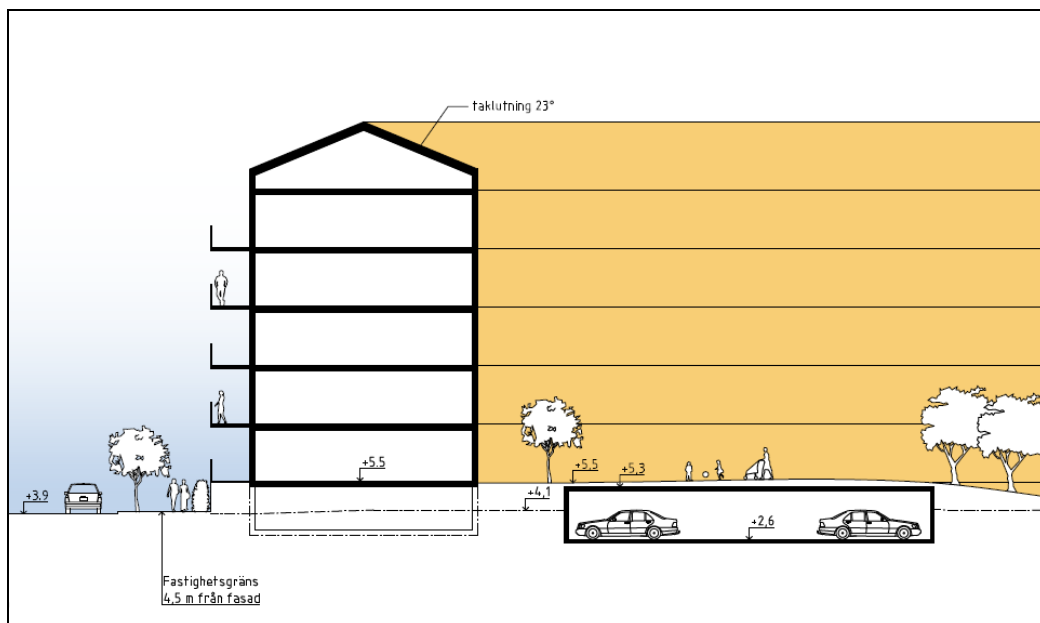 taklutning 23°
+5.5
+5,5
+5,3
+3.9
+4,1
+2,6
Fastighetsgräns
4,5 m från fasad